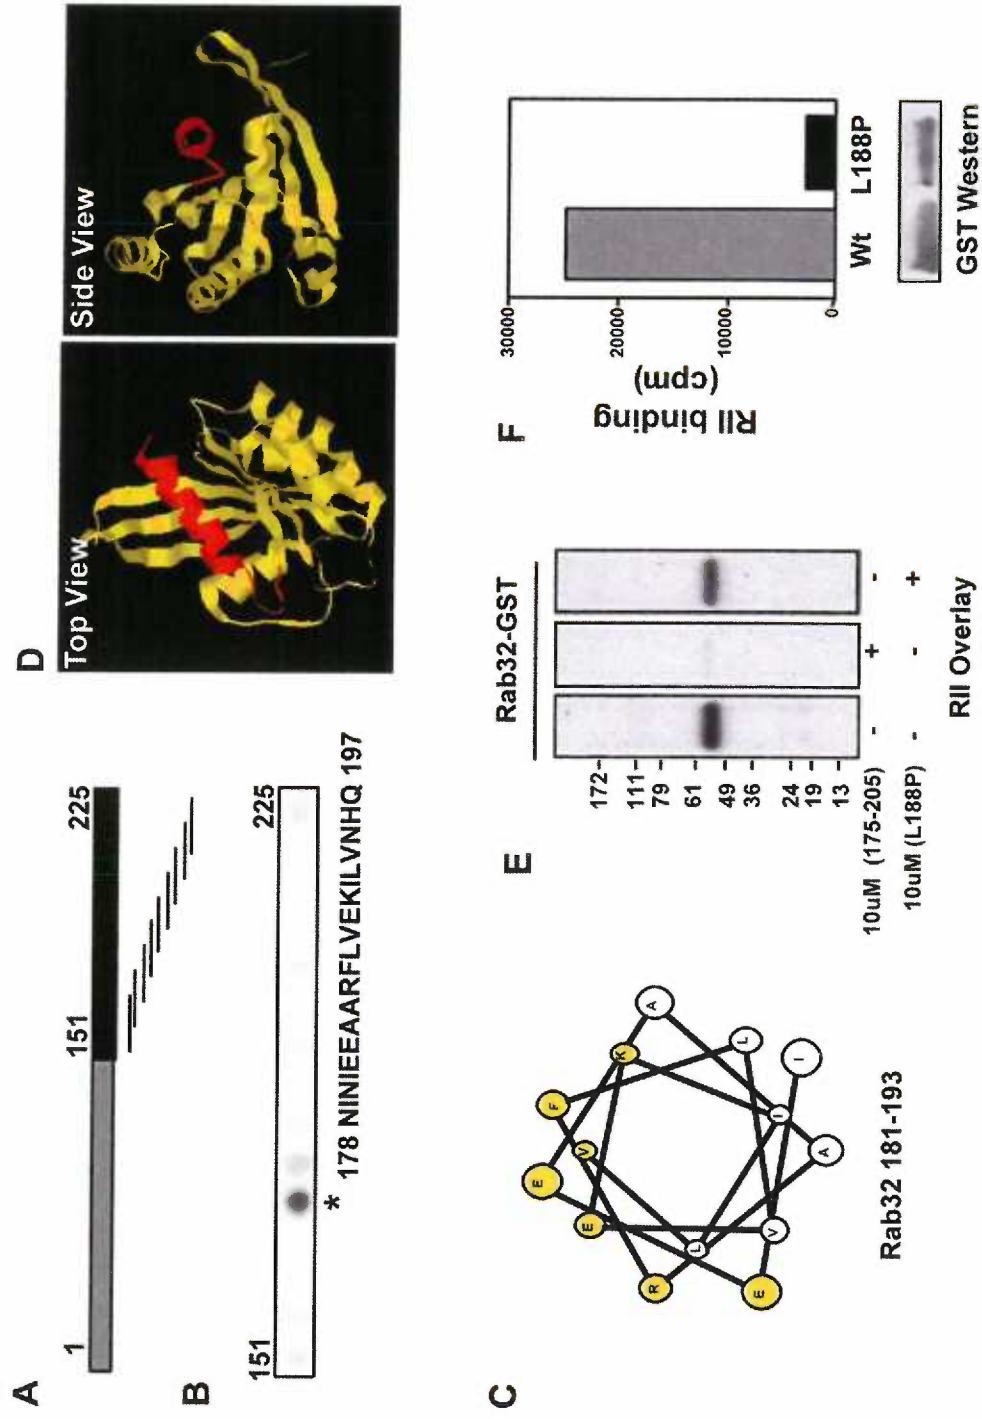 A
1
151
225
B
151
225
*
178 NINIEEAARFLVEKILVNHQ 197
C
E
R
E
E
V
F
K
A
L
I
I
A
V
L
Rab32 181-193
D
Top View
Side View
E
Rab32-GST
172
111
79
61
49
36
24
19
13
10uM (175-205) - + -
10uM (L188P) - - +
RII Overlay
F
RII binding
(cpm)
30000
20000
10000
0
Wt L188P
GST Western